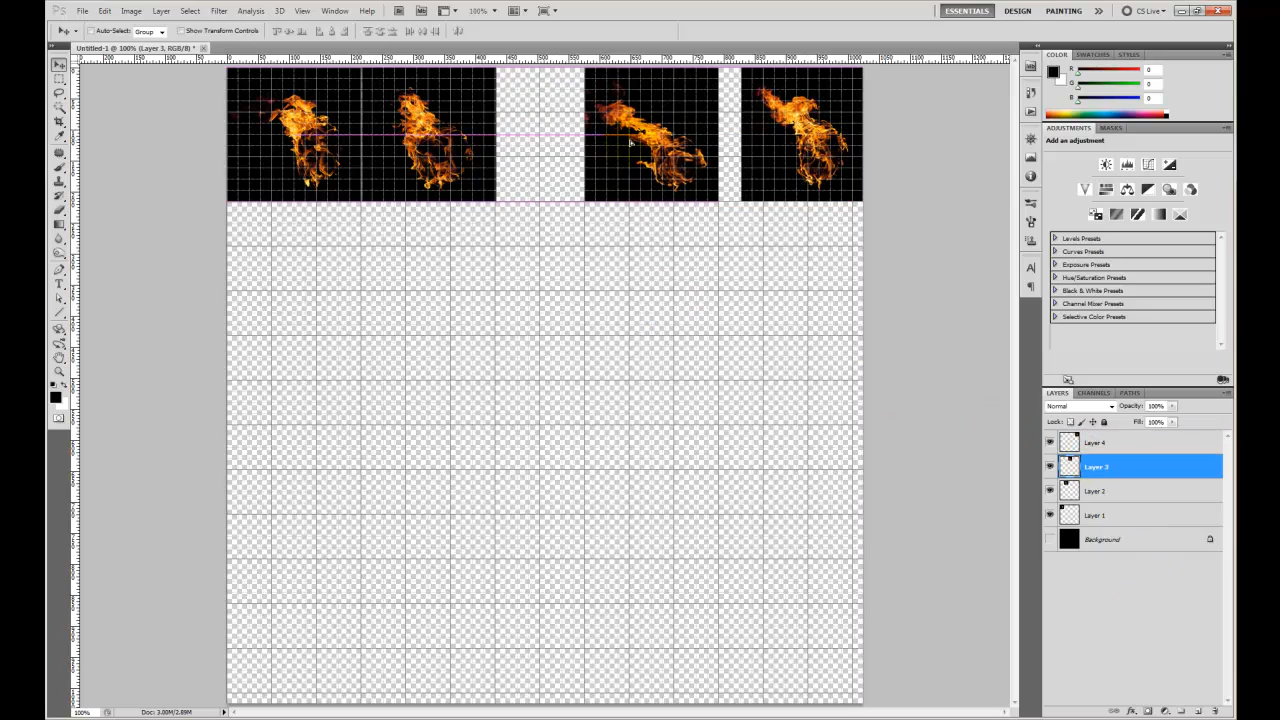 Ps File Edit Image Layer Select Filter Analysis 3D View Window Help Br Mb 100% ESSENTIALS DESIGN PAINTING CS Live
Auto-Select: Group Show Transform Controls
Untitled-1 @ 100% (Layer 3, RGB/8) *
COLOR SWATCHES STYLES
R 0
G 0
B 0
ADJUSTMENTS MASKS
Add an adjustment
Levels Presets
Curves Presets
Exposure Presets
Hue/Saturation Presets
Black & White Presets
Channel Mixer Presets
Selective Color Presets
LAYERS CHANNELS PATHS
Normal Opacity: 100%
Lock: Fill: 100%
Layer 4
Layer 3
Layer 2
Layer 1
Background
100% Doc: 3.00M/2.89M